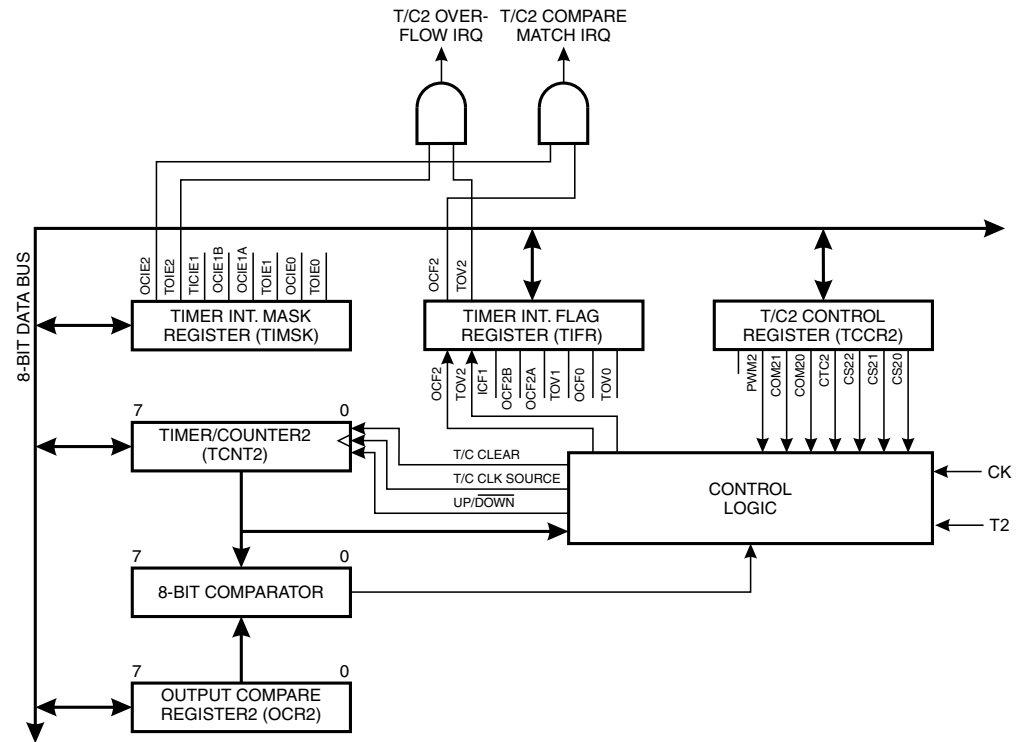 T/C2 OVER-
FLOW IRQ
T/C2 COMPARE
MATCH IRQ
8-BIT DATA BUS
OCIE2
TOIE2
TICIE1
OCIE1B
OCIE1A
TOIE1
OCIE0
TOIE0
OCF2
TOV2
TIMER INT. MASK
REGISTER (TIMSK)
TIMER INT. FLAG
REGISTER (TIFR)
T/C2 CONTROL
REGISTER (TCCR2)
OCF2
TOV2
ICF1
OCF2B
OCF2A
TOV1
OCF0
TOV0
PWM2
COM21
COM20
CTC2
CS22
CS21
CS20
7
0
TIMER/COUNTER2
(TCNT2)
T/C CLEAR
T/C CLK SOURCE
UP/DOWN
CONTROL
LOGIC
CK
T2
7
0
8-BIT COMPARATOR
7
0
OUTPUT COMPARE
REGISTER2 (OCR2)